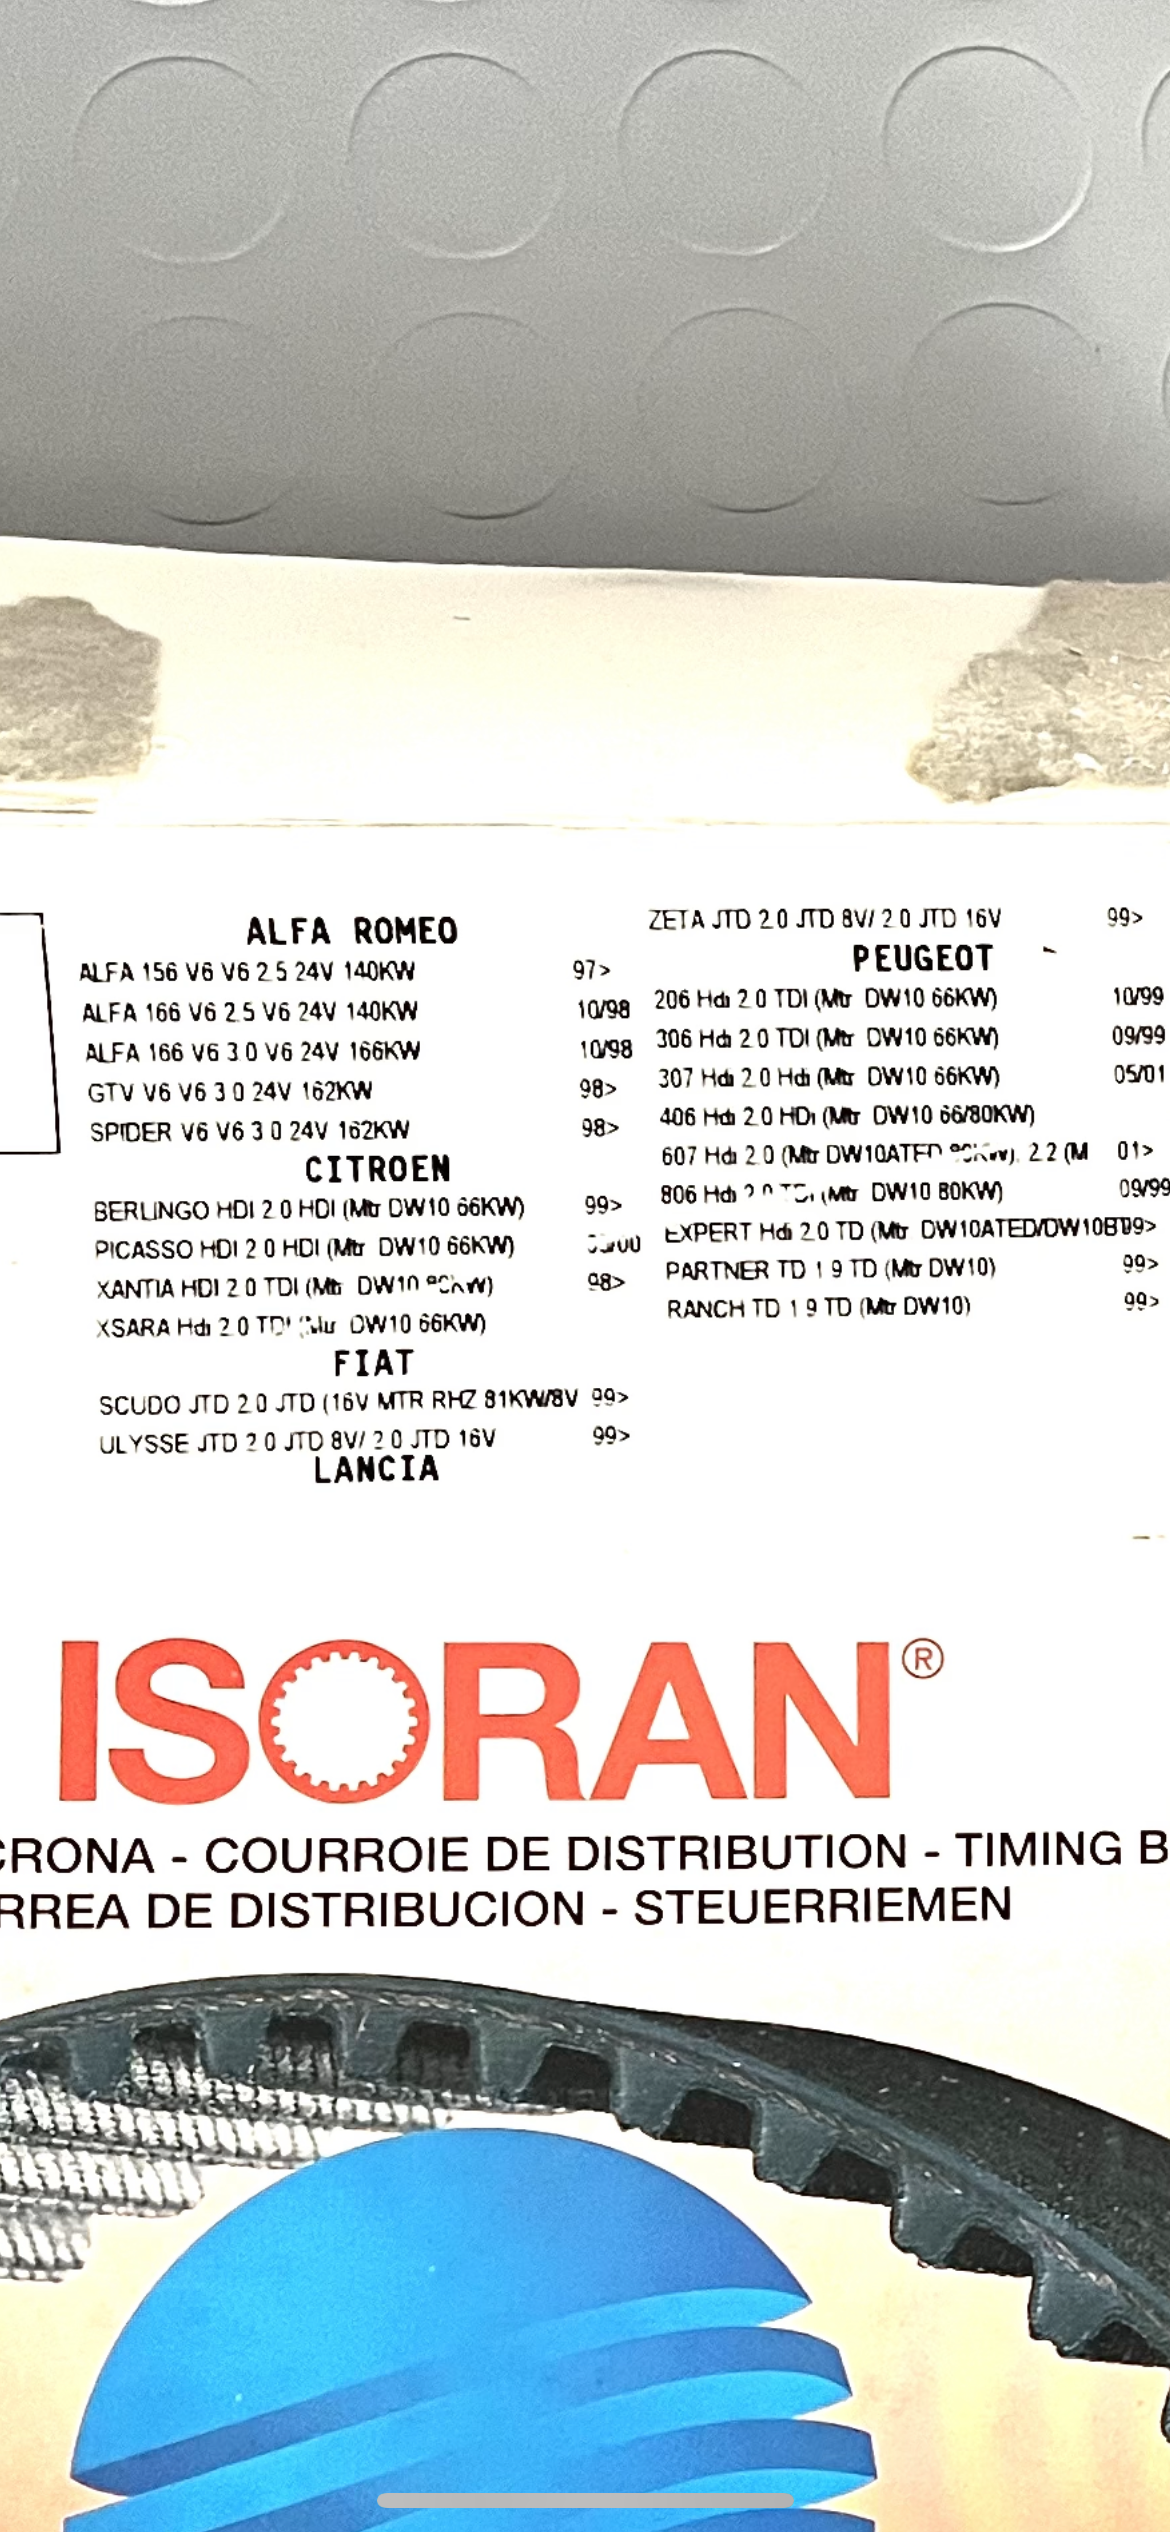 ALFA ROMEO
ALFA 156 V6 V6 2.5 24V 140KW 97>
ALFA 166 V6 2.5 V6 24V 140KW 10/98
ALFA 166 V6 3.0 V6 24V 166KW 10/98
GTV V6 V6 3.0 24V 162KW 98>
SPIDER V6 V6 3.0 24V 162KW 98>
CITROEN
BERLINGO HDI 2.0 HDI (Mtr DW10 66KW) 99>
PICASSO HDI 2.0 HDI (Mtr DW10 66KW)
XANTIA HDI 2.0 TDI (Mtr DW10 98>
XSARA Hdi 2.0 DW10 66KW)
FIAT
SCUDO JTD 2.0 JTD (16V MTR RHZ 81KW/8V 99>
ULYSSE JTD 2.0 JTD 8V/ 2.0 JTD 16V 99>
LANCIA
ZETA JTD 2.0 JTD 8V/ 2.0 JTD 16V 99>
PEUGEOT
206 Hdi 2.0 TDI (Mtr DW10 66KW) 10/99
306 Hdi 2.0 TDI (Mtr DW10 66KW) 09/99
307 Hdi 2.0 Hdi (Mtr DW10 66KW) 05/01
406 Hdi 2.0 HDi (Mtr DW10 66/80KW)
607 Hdi 2.0 (Mtr 2.2 (M 01>
806 Hdi (Mtr DW10 80KW) 09/99
EXPERT Hdi 2.0 TD (Mtr 99>
PARTNER TD 1.9 TD (Mtr DW10) 99>
RANCH TD 1.9 TD (Mtr DW10) 99>
ISORAN®
CRONA - COURROIE DE DISTRIBUTION - TIMING B
RREA DE DISTRIBUCION - STEUERRIEMEN